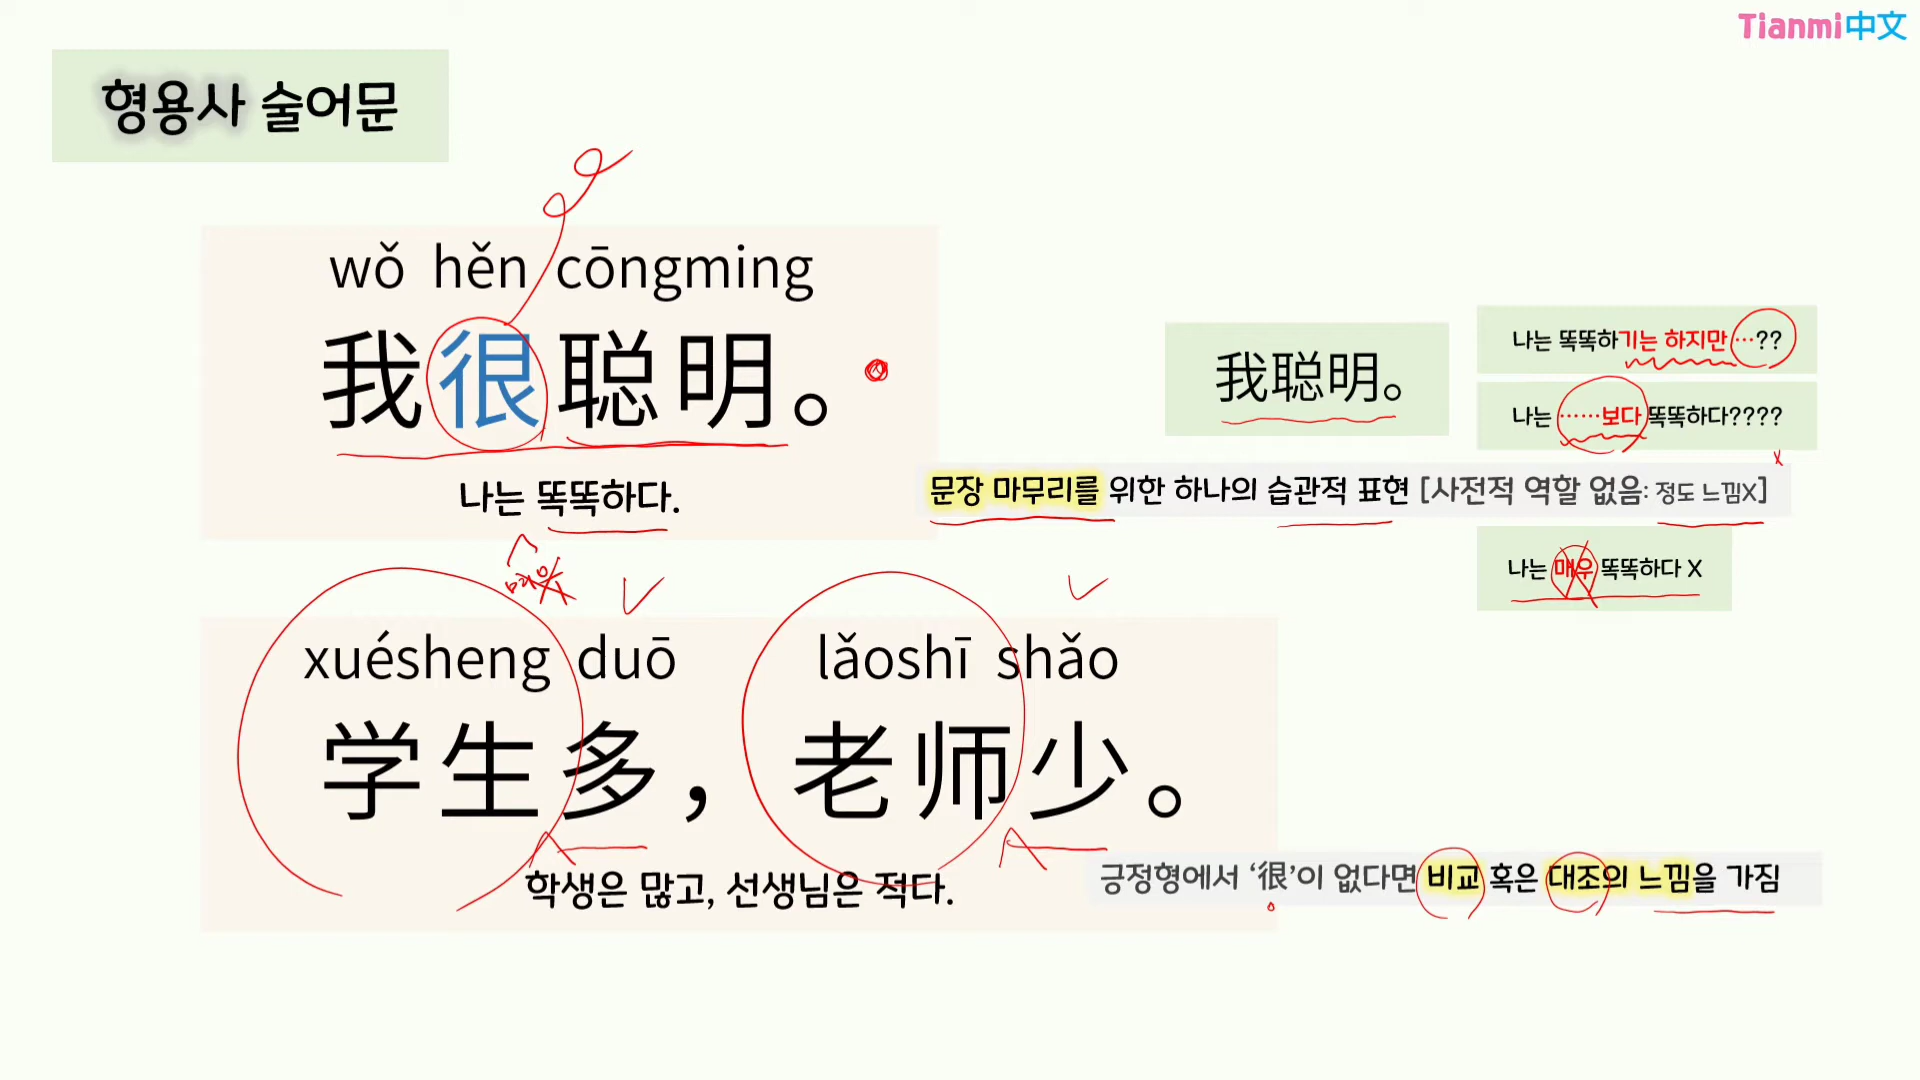 Tianmi中文
형용사 술어문
wǒ hěn cōngming
我很聪明。
나는 똑똑하다.
我聪明。
나는 똑똑하기는 하지만 …??
나는 ……보다 똑똑하다????
문장 마무리를 위한 하나의 습관적 표현 [사전적 역할 없음: 정도 느낌X]
나는 매우 똑똑하다 X
매우
xuésheng duō lǎoshī shǎo
学生多，老师少。
학생은 많고, 선생님은 적다.
긍정형에서 ‘很’이 없다면 비교 혹은 대조의 느낌을 가짐